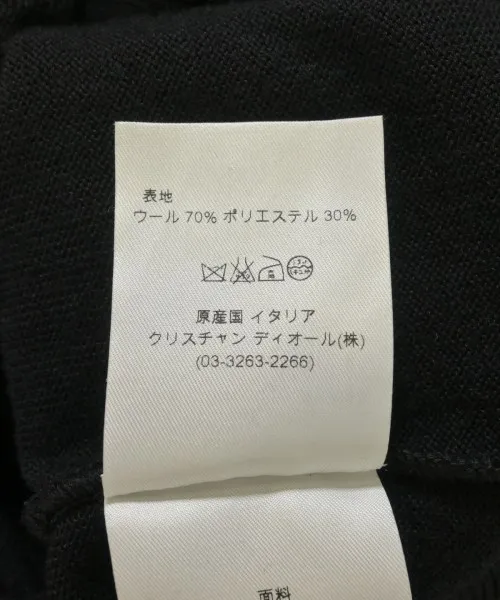 表地
ウール 70% ポリエステル 30%
原産国 イタリア
クリスチャン ディオール(株)
(03-3263-2266)
面料